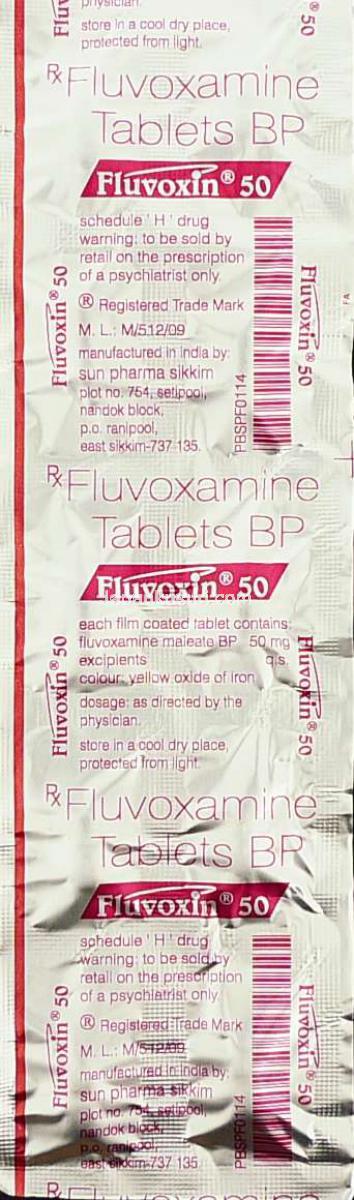 physician.
store in a cool dry place,
protected from light.
Fluv
® 50
Rx Fluvoxamine
Tablets BP
Fluvoxin® 50
schedule ' H ' drug
warning: to be sold by
retail on the prescription
of a psychiatrist only.
® Registered Trade Mark
M. L.: M/512/09
manufactured in India by:
sun pharma sikkim
plot no. 754, setipool,
nandok block,
p.o. ranipool,
east sikkim-737 135.
Fluvoxin® 50
PBSPF0114
Fluvoxin® 50
FA
Rx Fluvoxamine
Tablets BP
Fluvoxin® 50
each film coated tablet contains:
fluvoxamine maleate BP 50 mg
excipients q.s.
colour: yellow oxide of iron
dosage: as directed by the
physician.
store in a cool dry place,
protected from light.
Fluvoxin® 50
Fluvoxin® 50
Rx Fluvoxamine
Tablets BP
Fluvoxin® 50
schedule ' H ' drug
warning: to be sold by
retail on the prescription
of a psychiatrist only
® Registered Trade Mark
M. L.: M/512/09
manufactured in India by:
sun pharma sikkim
plot no. 754, setipool,
nandok block,
p.o. ranipool,
east sikkim-737 135.
Fluvoxin® 50
PBSPF0114
Fluvoxin® 50
Rx Fluvoxamine